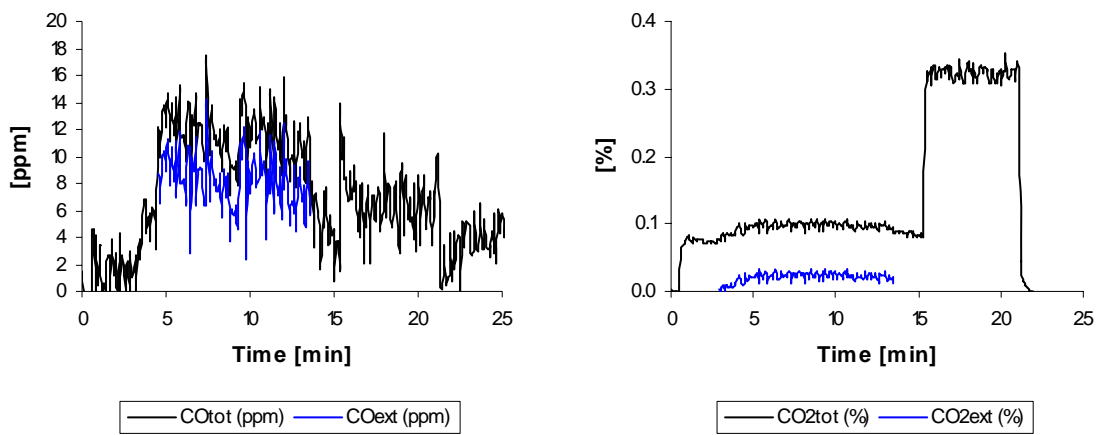 20
18
16
14
12
10
8
6
4
2
0
[ppm]
0 5 10 15 20 25
Time [min]
COtot (ppm) COext (ppm)
0.4
0.3
0.2
0.1
0.0
[%]
0 5 10 15 20 25
Time [min]
CO2tot (%) CO2ext (%)